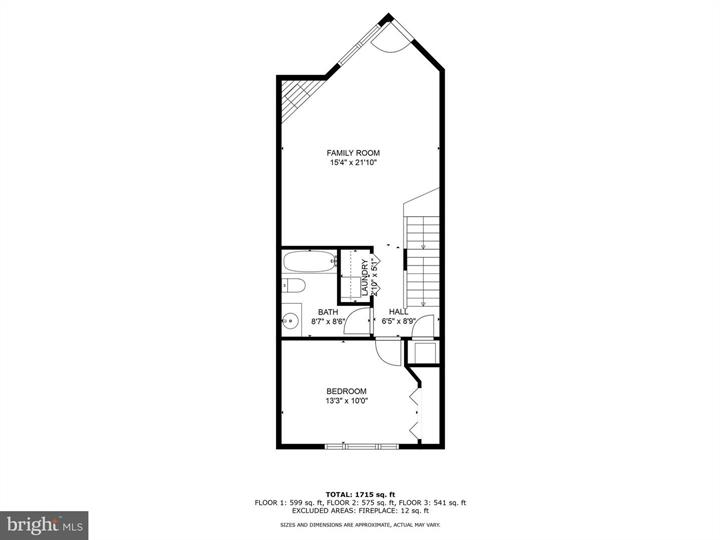 FAMILY ROOM
15'4" x 21'10"
LAUNDRY
2'10" x 5'1"
BATH
8'7" x 8'6"
HALL
6'5" x 8'9"
BEDROOM
13'3" x 10'0"
TOTAL: 1715 sq. ft
FLOOR 1: 599 sq. ft, FLOOR 2: 575 sq. ft, FLOOR 3: 541 sq. ft
EXCLUDED AREAS: FIREPLACE: 12 sq. ft
SIZES AND DIMENSIONS ARE APPROXIMATE, ACTUAL MAY VARY.
bright MLS